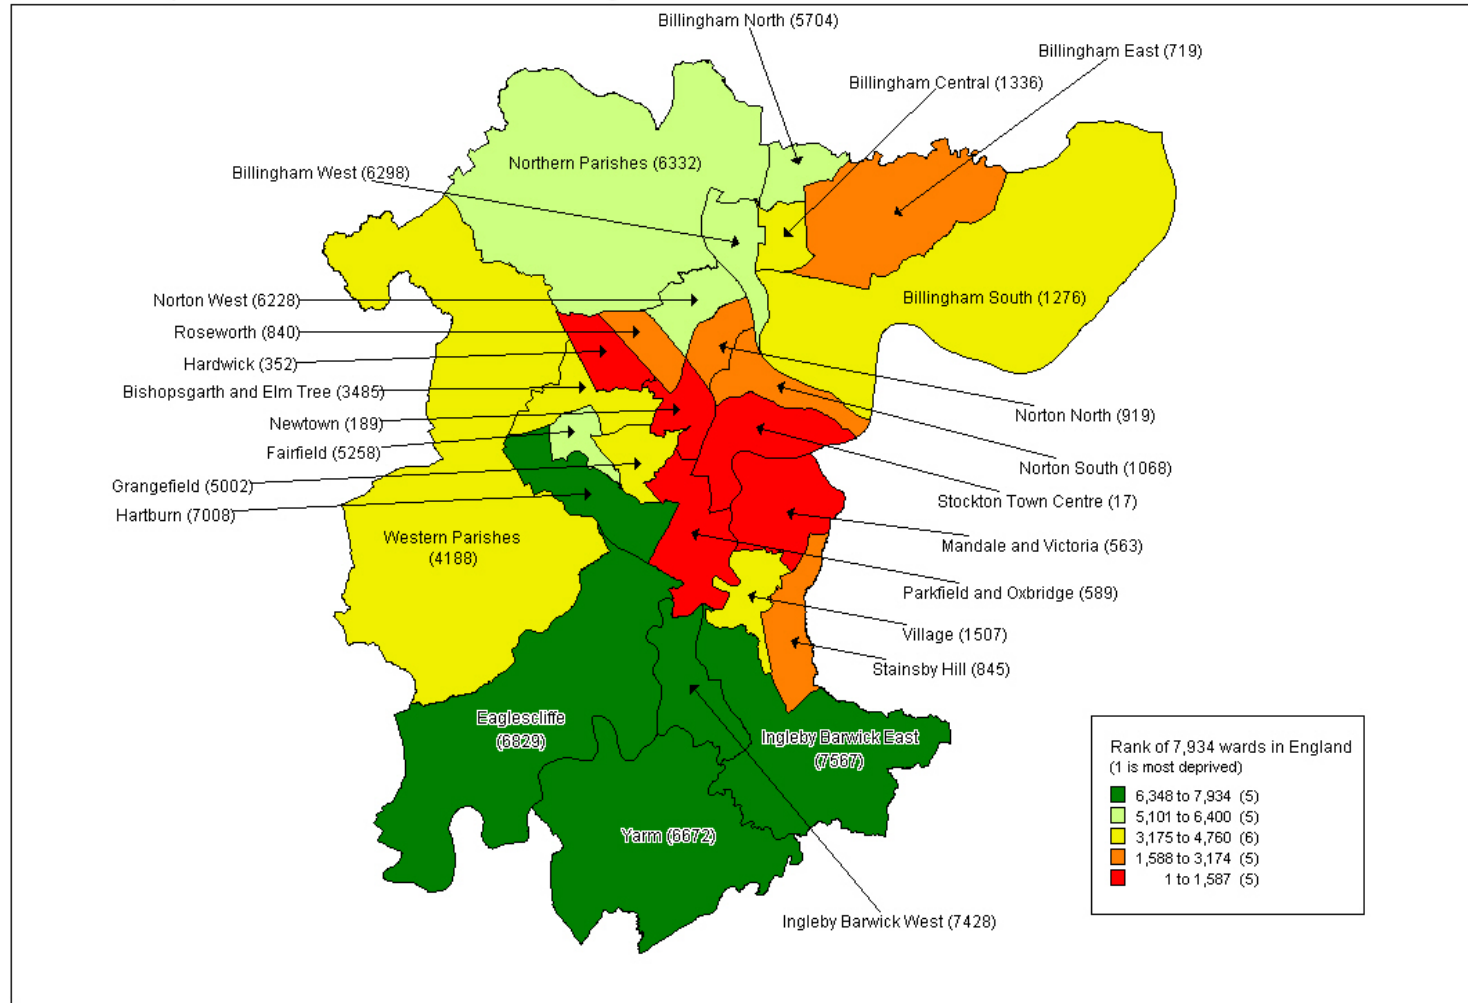 Billingham North (5704)
Billingham East (719)
Billingham Central (1336)
Northern Parishes (6332)
Billingham West (6298)
Norton West (6228)
Billingham South (1276)
Roseworth (840)
Hardwick (352)
Bishopsgarth and Elm Tree (3485)
Newtown (189)
Norton North (919)
Fairfield (5258)
Norton South (1068)
Grangefield (5002)
Stockton Town Centre (17)
Hartburn (7008)
Western Parishes
(4188)
Mandale and Victoria (563)
Parkfield and Oxbridge (589)
Village (1507)
Stainsby Hill (845)
Eaglescliffe
(6829)
Ingleby Barwick East
(7567)
Yarm (6672)
Ingleby Barwick West (7428)
Rank of 7,934 wards in England
(1 is most deprived)
6,348 to 7,934 (5)
5,101 to 6,400 (5)
3,175 to 4,760 (6)
1,588 to 3,174 (5)
1 to 1,587 (5)